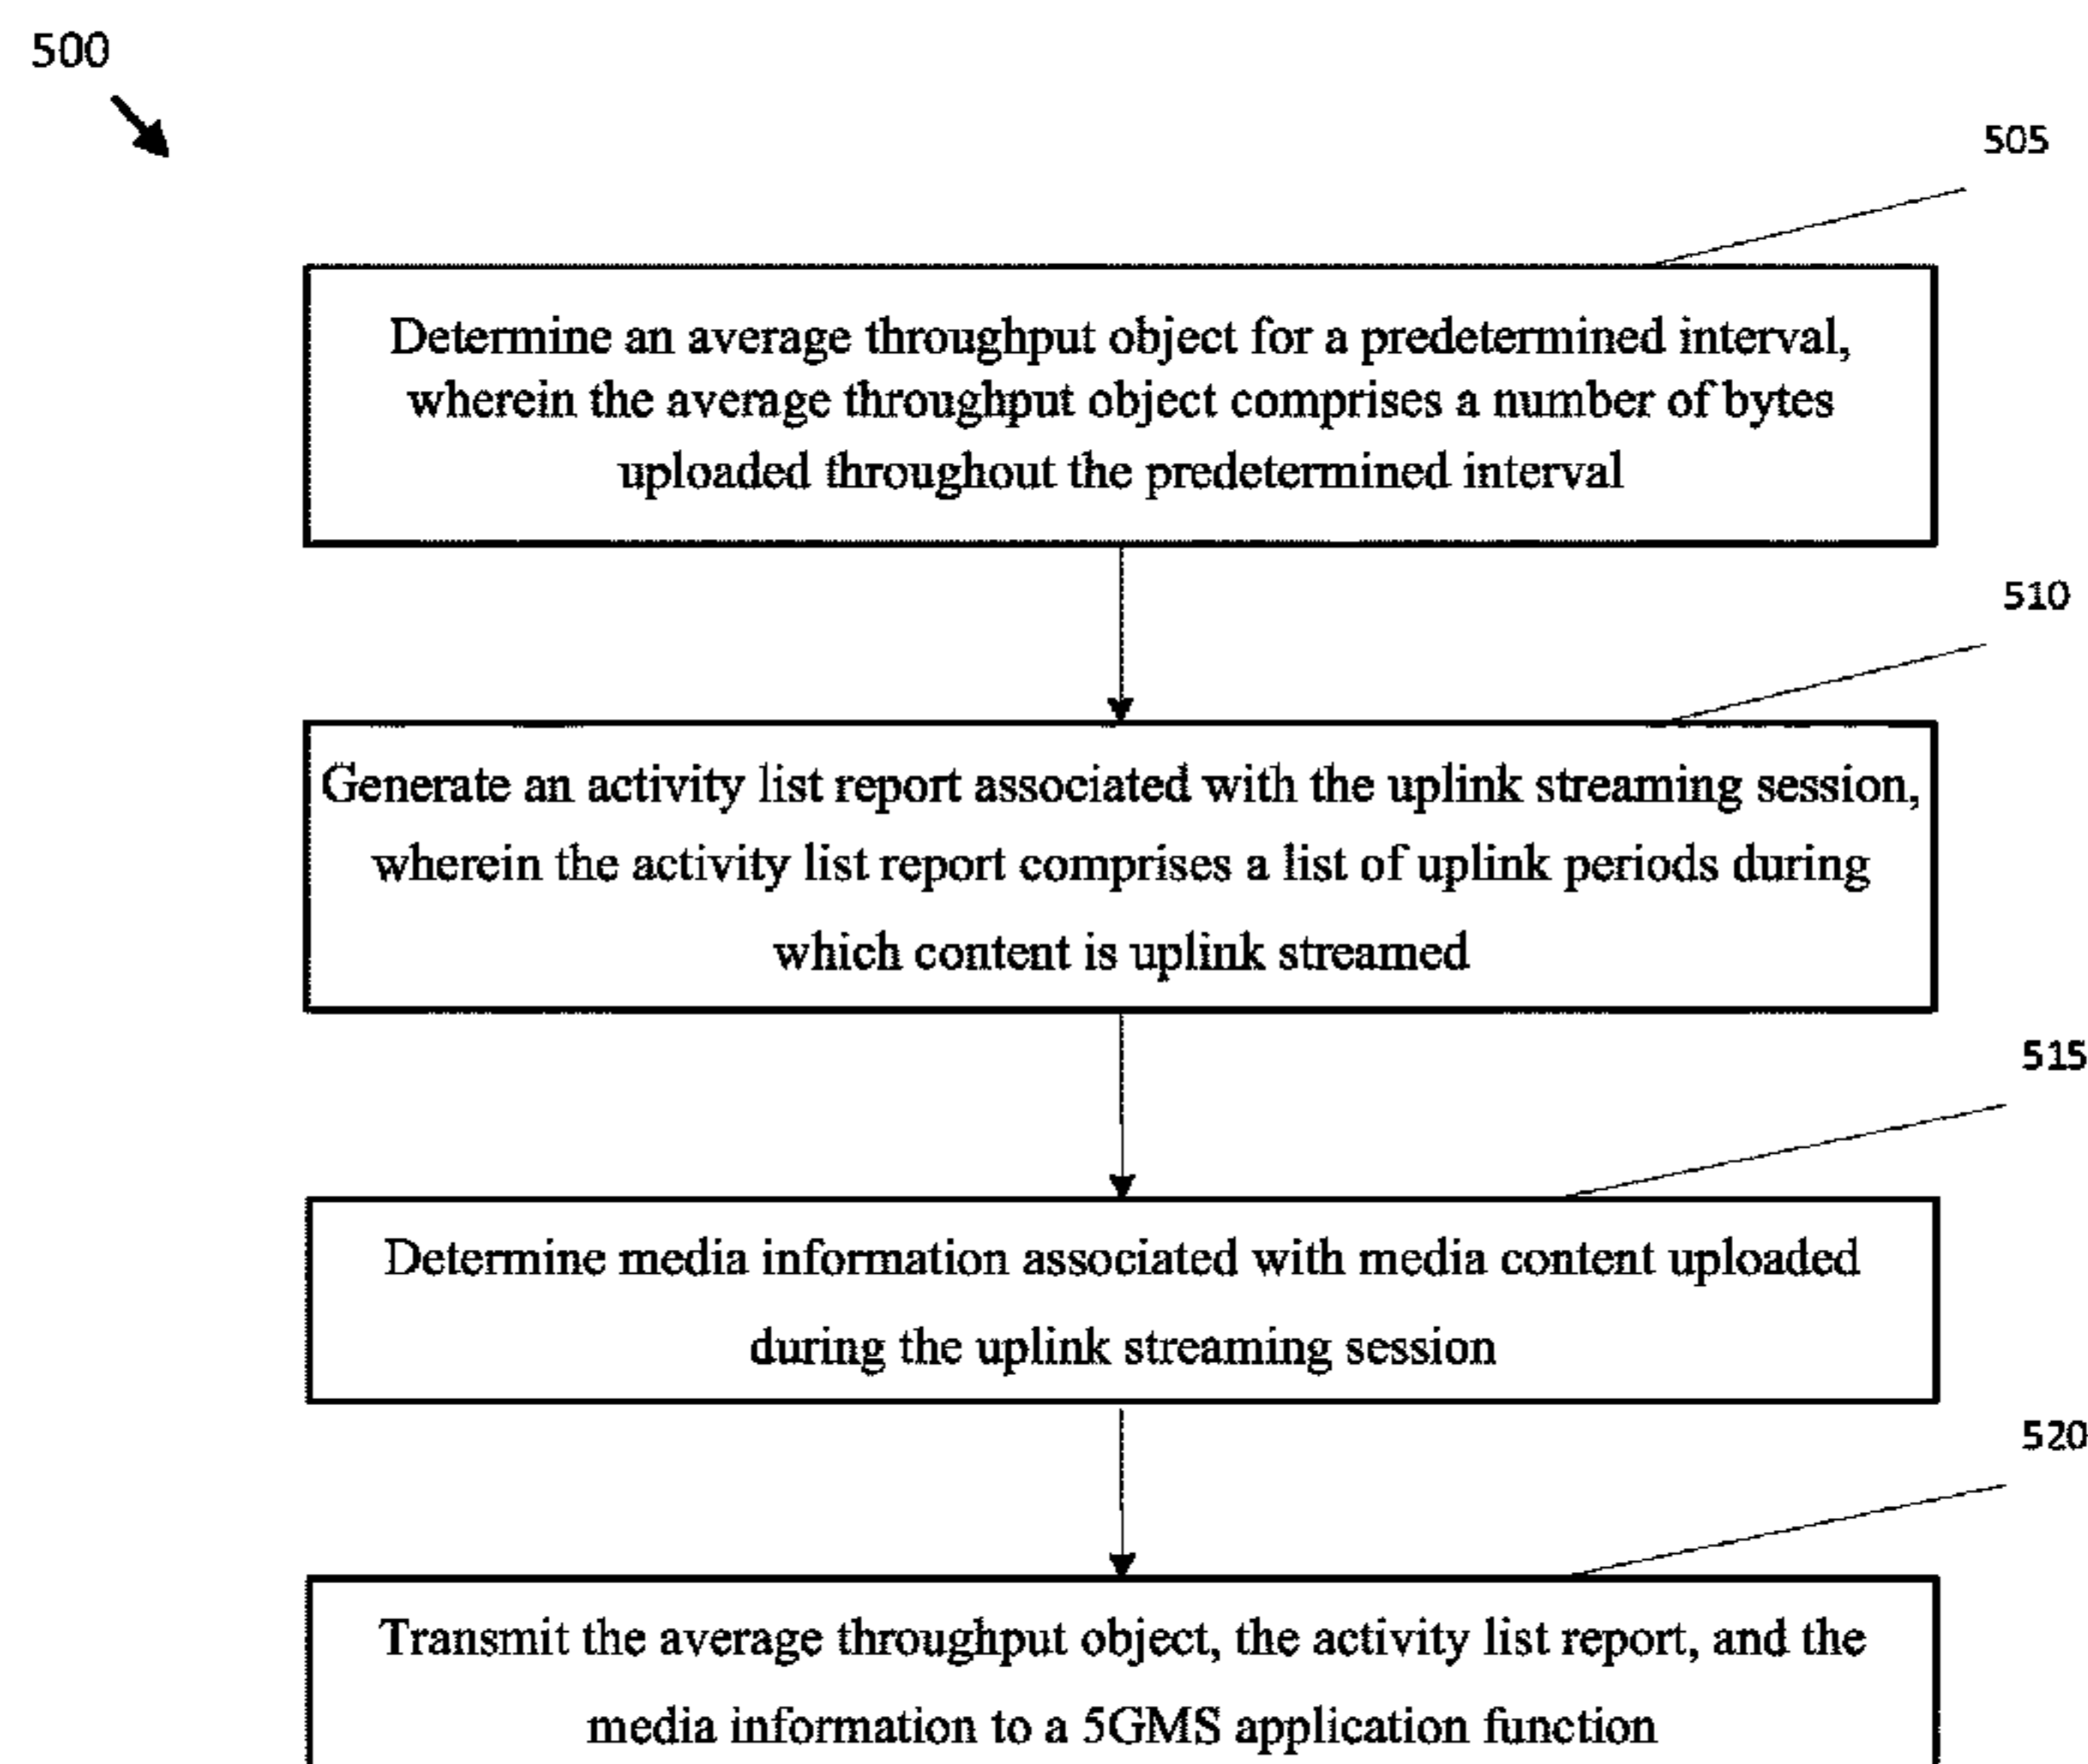 500
505
Determine an average throughput object for a predetermined interval,
wherein the average throughput object comprises a number of bytes
uploaded throughout the predetermined interval
510
Generate an activity list report associated with the uplink streaming session,
wherein the activity list report comprises a list of uplink periods during
which content is uplink streamed
515
Determine media information associated with media content uploaded
during the uplink streaming session
520
Transmit the average throughput object, the activity list report, and the
media information to a 5GMS application function